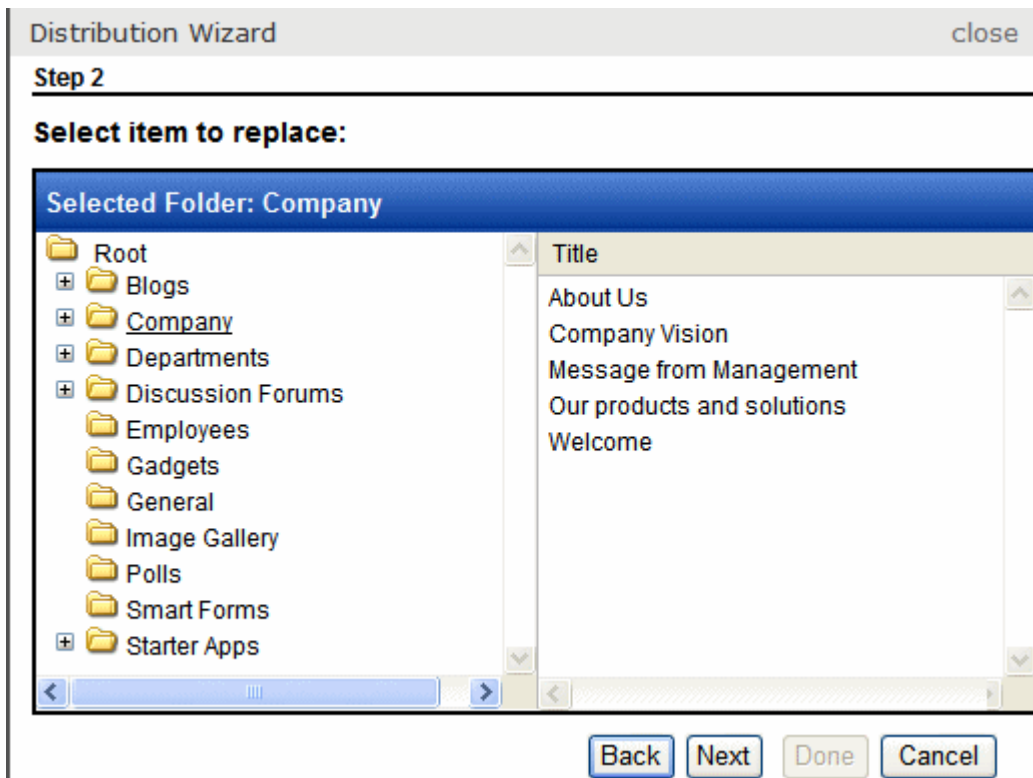 Distribution Wizard close
Step 2
Select item to replace:
Selected Folder: Company
Root
Blogs
Company
Departments
Discussion Forums
Employees
Gadgets
General
Image Gallery
Polls
Smart Forms
Starter Apps
Title
About Us
Company Vision
Message from Management
Our products and solutions
Welcome
Back Next Done Cancel